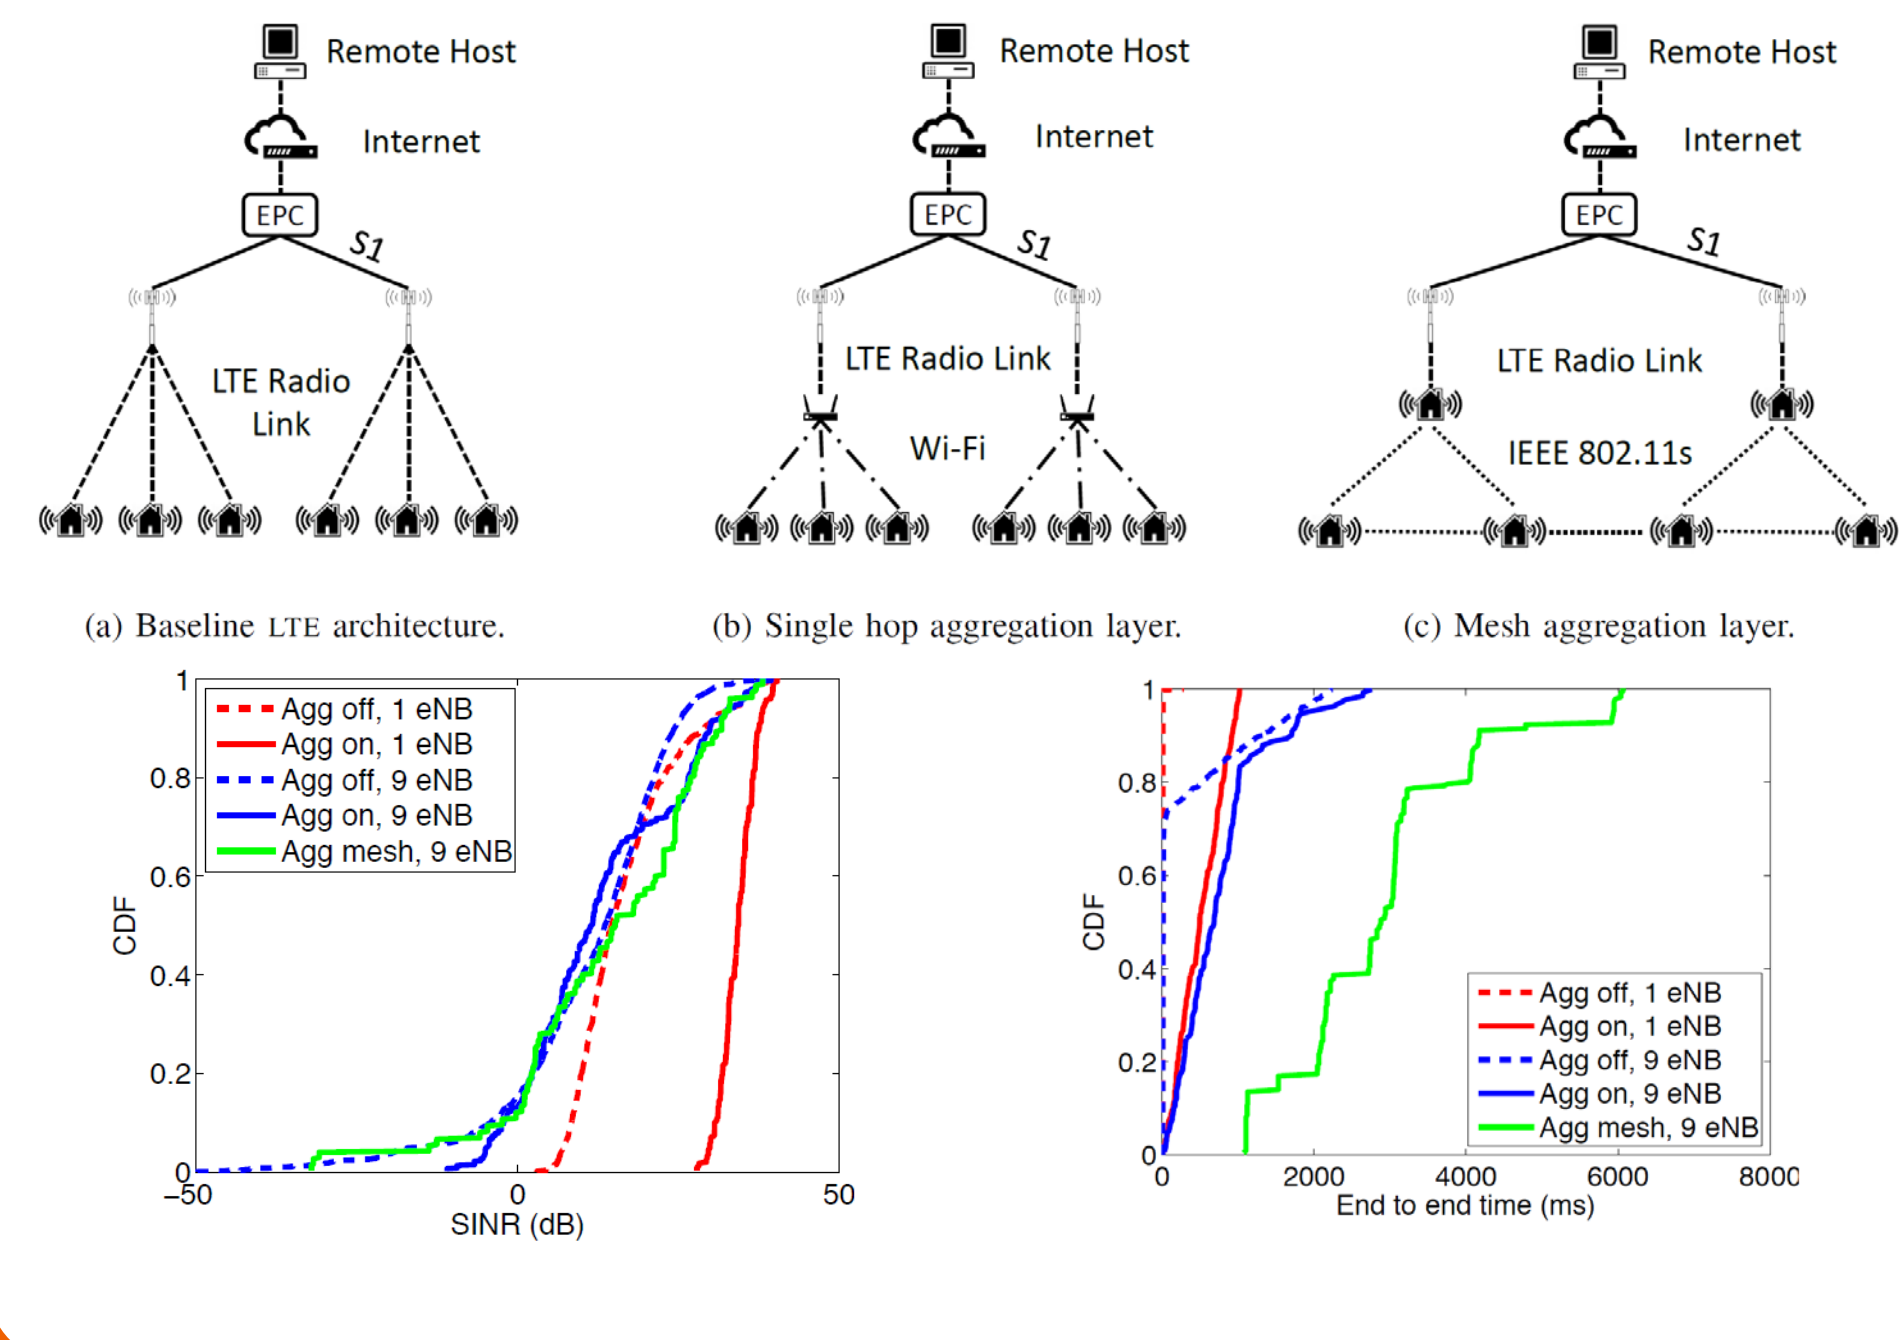 Remote Host
Internet
EPC
S1
LTE Radio
Link
(a) Baseline LTE architecture.
Remote Host
Internet
EPC
S1
LTE Radio Link
Wi-Fi
(b) Single hop aggregation layer.
Remote Host
Internet
EPC
S1
LTE Radio Link
IEEE 802.11s
(c) Mesh aggregation layer.
1
0.8
0.6
0.4
0.2
0
CDF
Agg off, 1 eNB
Agg on, 1 eNB
Agg off, 9 eNB
Agg on, 9 eNB
Agg mesh, 9 eNB
−50 0 50
SINR (dB)
1
0.8
0.6
0.4
0.2
0
CDF
Agg off, 1 eNB
Agg on, 1 eNB
Agg off, 9 eNB
Agg on, 9 eNB
Agg mesh, 9 eNB
0 2000 4000 6000 8000
End to end time (ms)